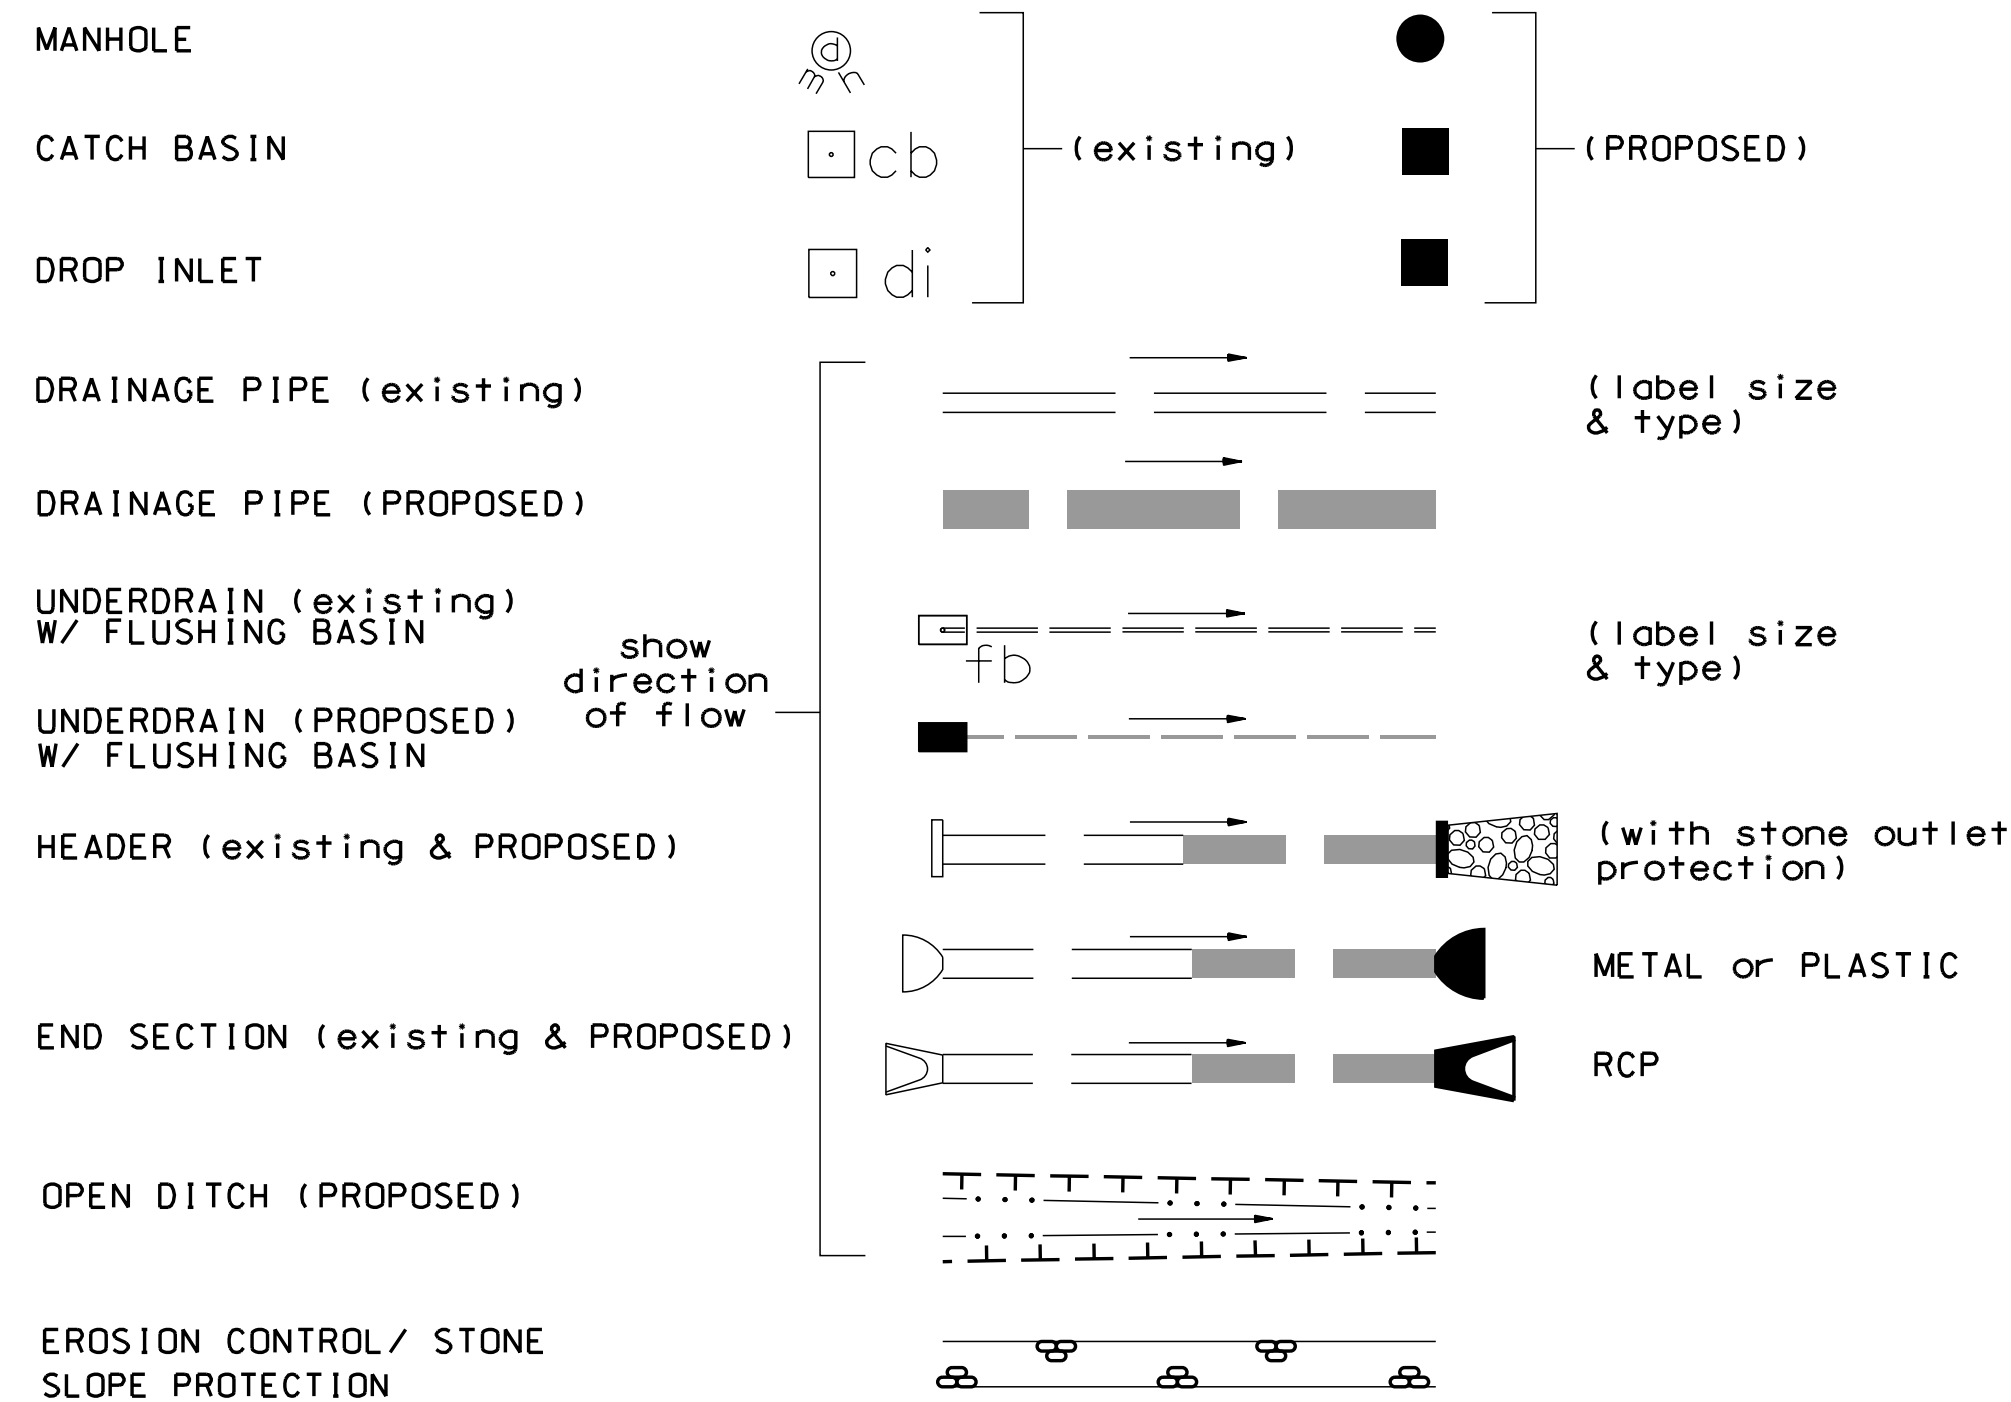 MANHOLE
d
m h
CATCH BASIN
cb
(existing)
(PROPOSED)
DROP INLET
di
DRAINAGE PIPE (existing)
(label size
& type)
DRAINAGE PIPE (PROPOSED)
UNDERDRAIN (existing)
W/ FLUSHING BASIN
fb
(label size
& type)
show
direction
of flow
UNDERDRAIN (PROPOSED)
W/ FLUSHING BASIN
HEADER (existing & PROPOSED)
(with stone outlet
protection)
METAL or PLASTIC
END SECTION (existing & PROPOSED)
RCP
OPEN DITCH (PROPOSED)
EROSION CONTROL/ STONE
SLOPE PROTECTION